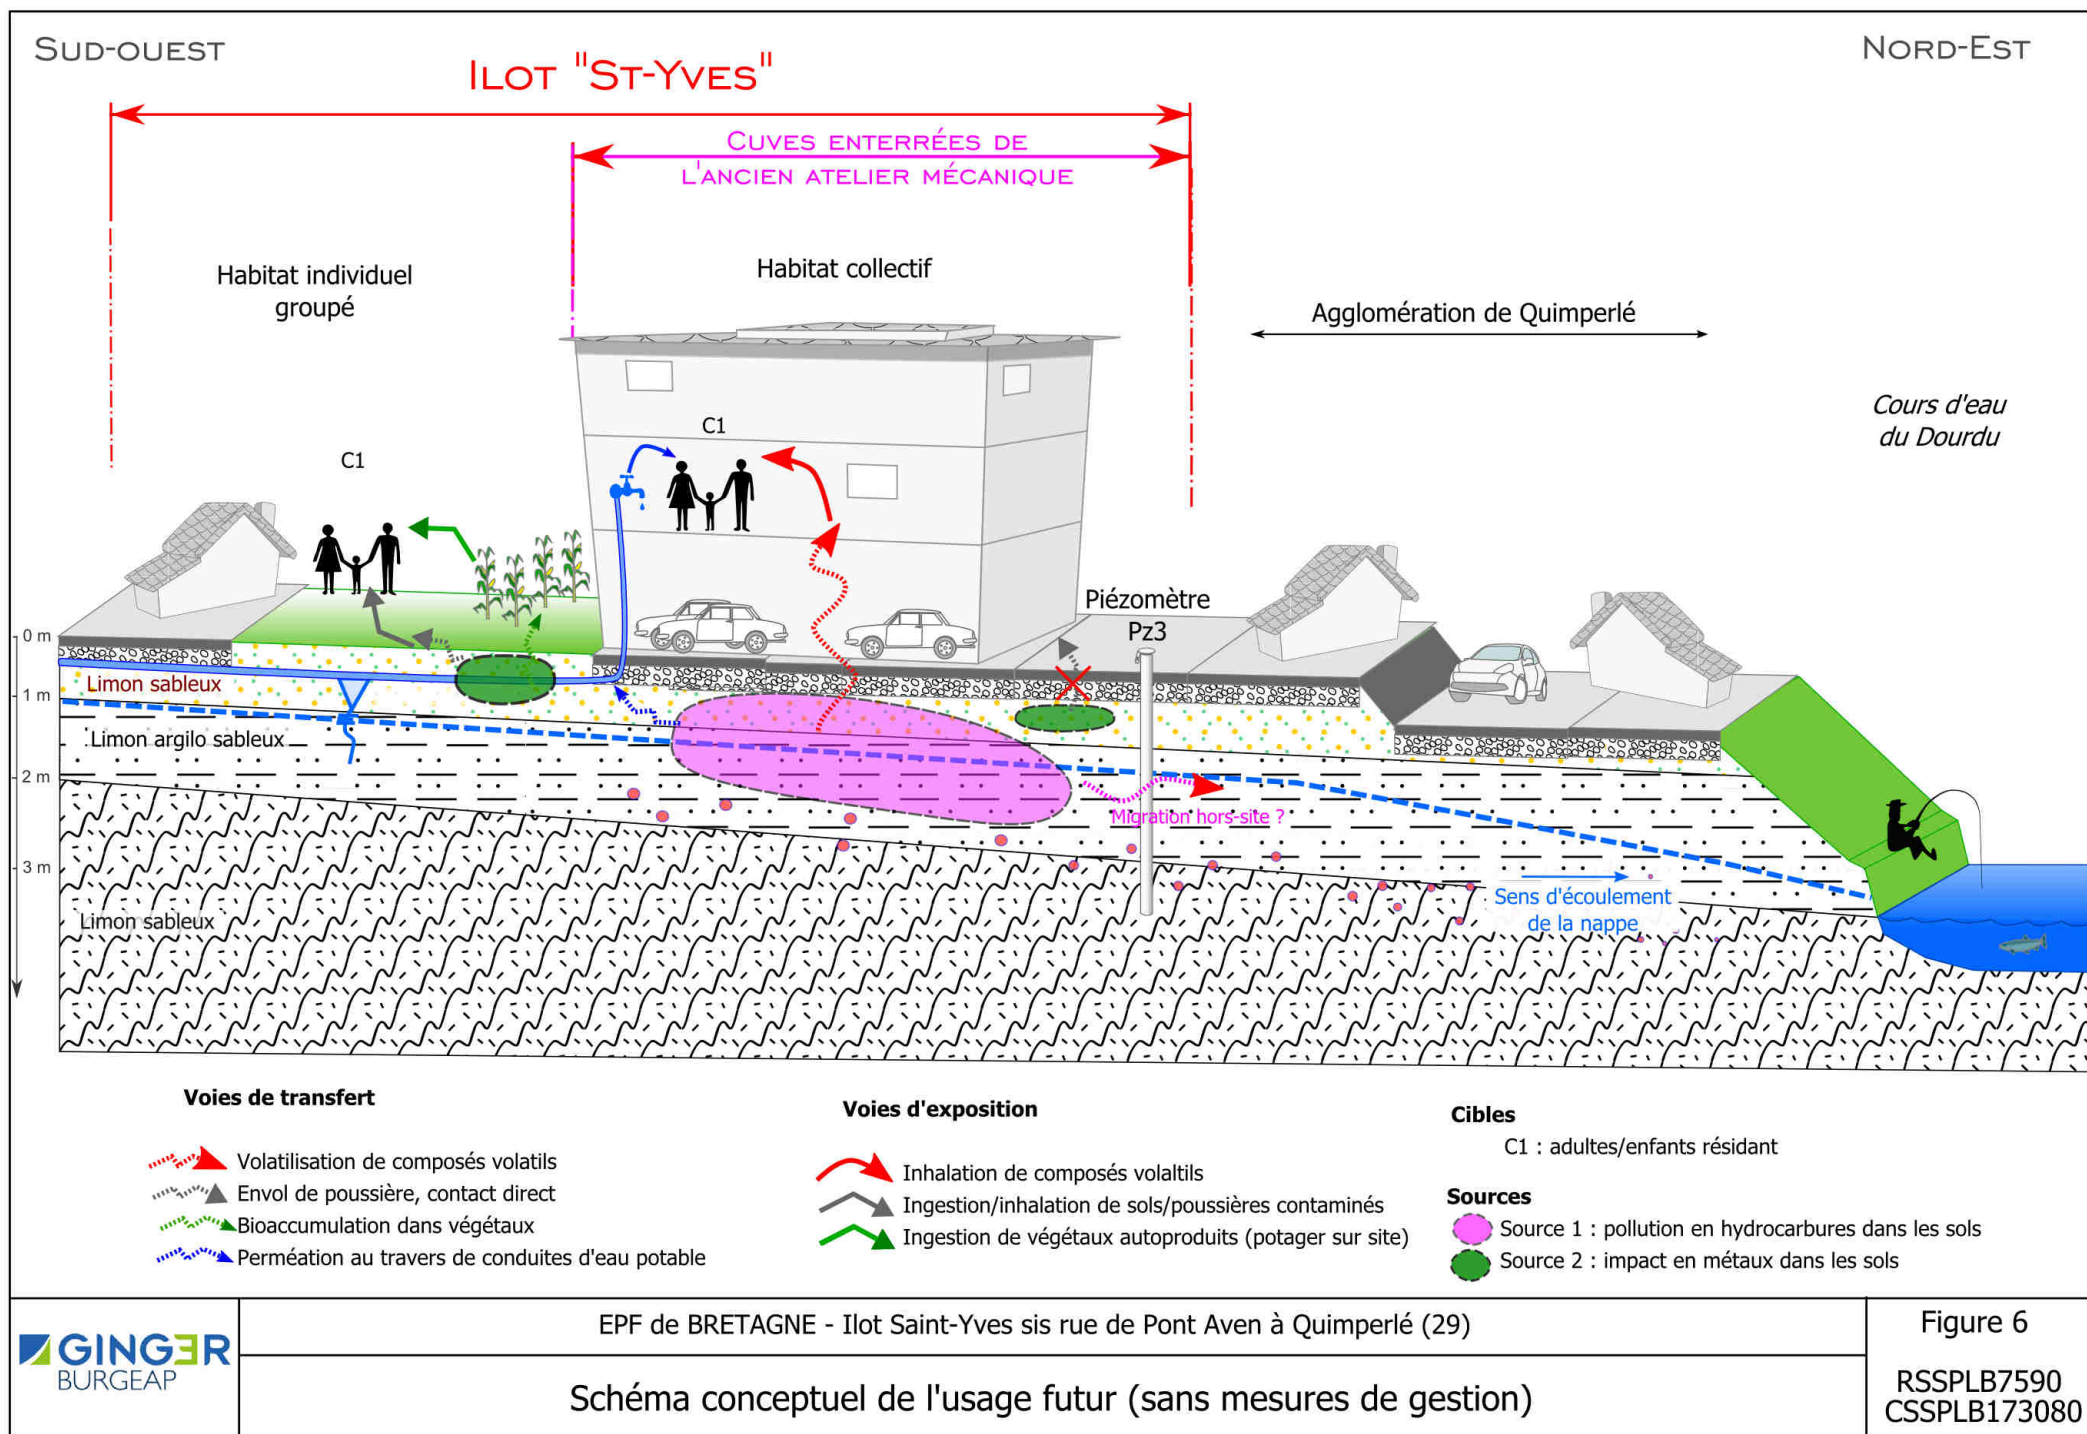 SUD-OUEST
NORD-EST
ILOT "ST-YVES"
CUVES ENTERRÉES DE
L'ANCIEN ATELIER MÉCANIQUE
Habitat individuel
groupé
Habitat collectif
Agglomération de Quimperlé
Cours d'eau
du Dourdu
C1
C1
Piézomètre
Pz3
0 m
1 m
2 m
3 m
Limon sableux
Limon argilo sableux
Limon sableux
Migration hors-site ?
Sens d'écoulement
de la nappe
Voies de transfert
Volatilisation de composés volatils
Envol de poussière, contact direct
Bioaccumulation dans végétaux
Perméation au travers de conduites d'eau potable
Voies d'exposition
Inhalation de composés volaltils
Ingestion/inhalation de sols/poussières contaminés
Ingestion de végétaux autoproduits (potager sur site)
Cibles
C1 : adultes/enfants résidant
Sources
Source 1 : pollution en hydrocarbures dans les sols
Source 2 : impact en métaux dans les sols
GINGER
BURGEAP
EPF de BRETAGNE - Ilot Saint-Yves sis rue de Pont Aven à Quimperlé (29)
Schéma conceptuel de l'usage futur (sans mesures de gestion)
Figure 6
RSSPLB7590
CSSPLB173080